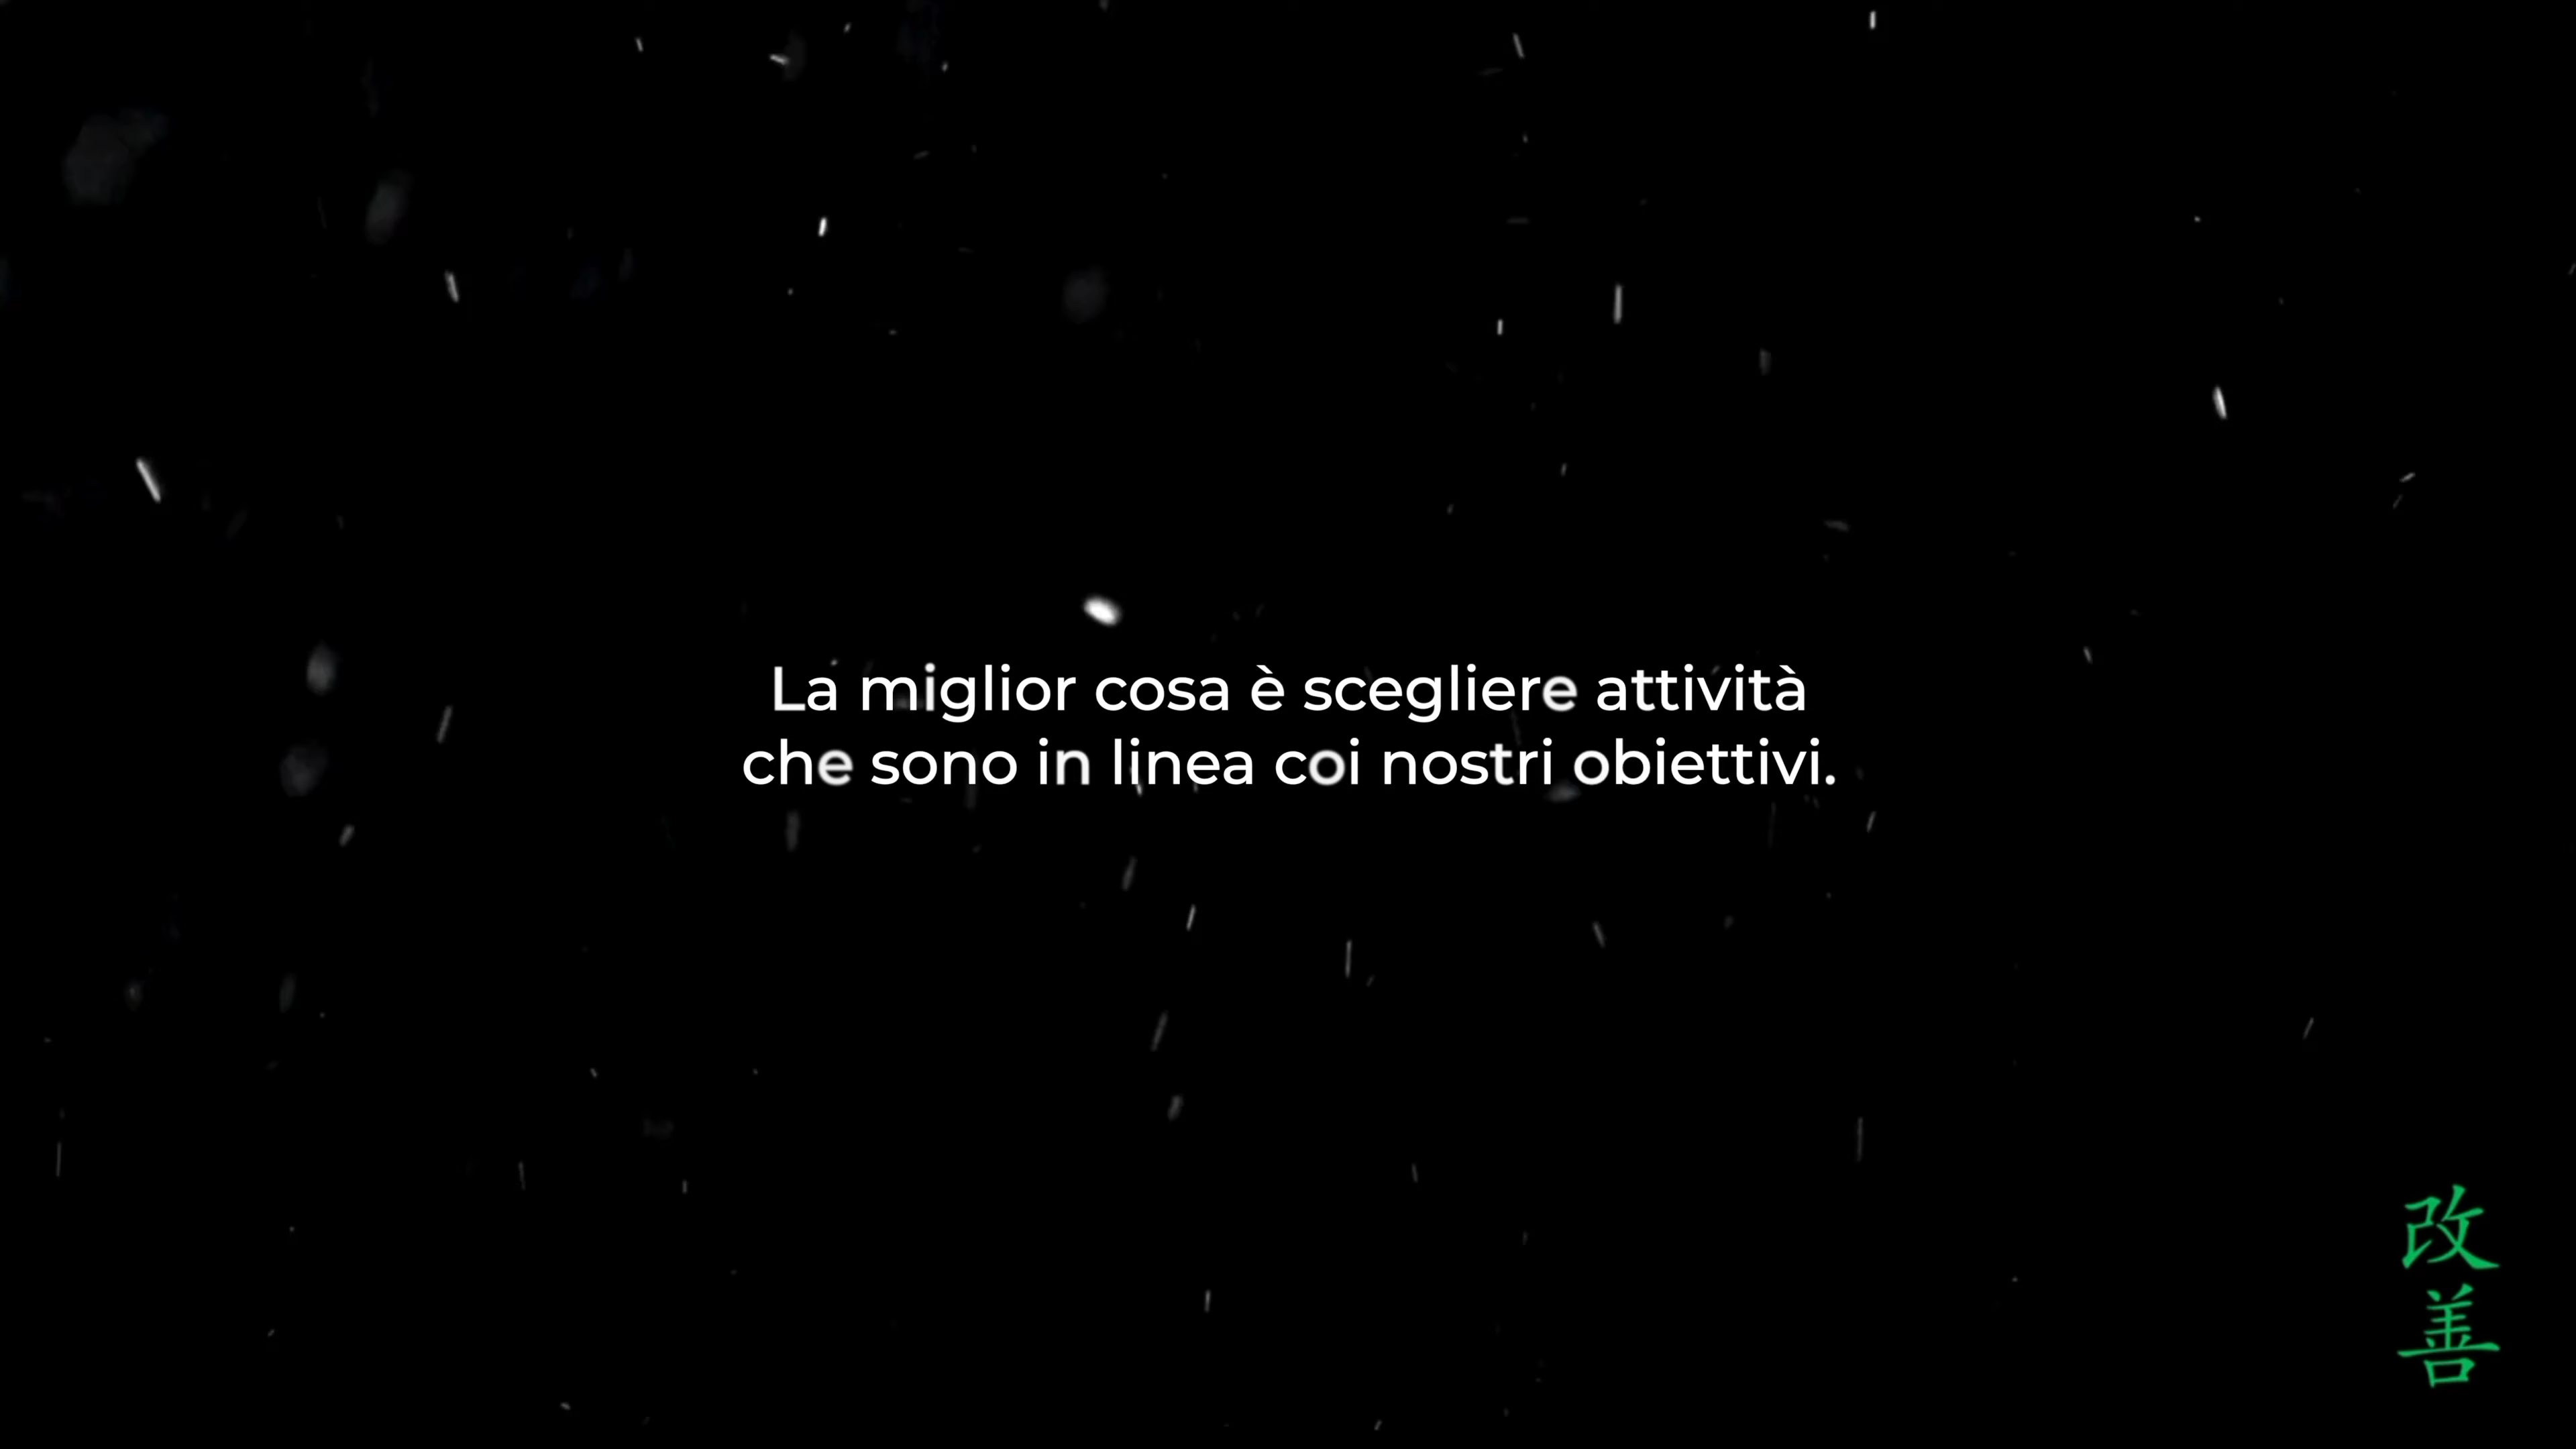 La miglior cosa è scegliere attività
che sono in linea coi nostri obiettivi.
改
善